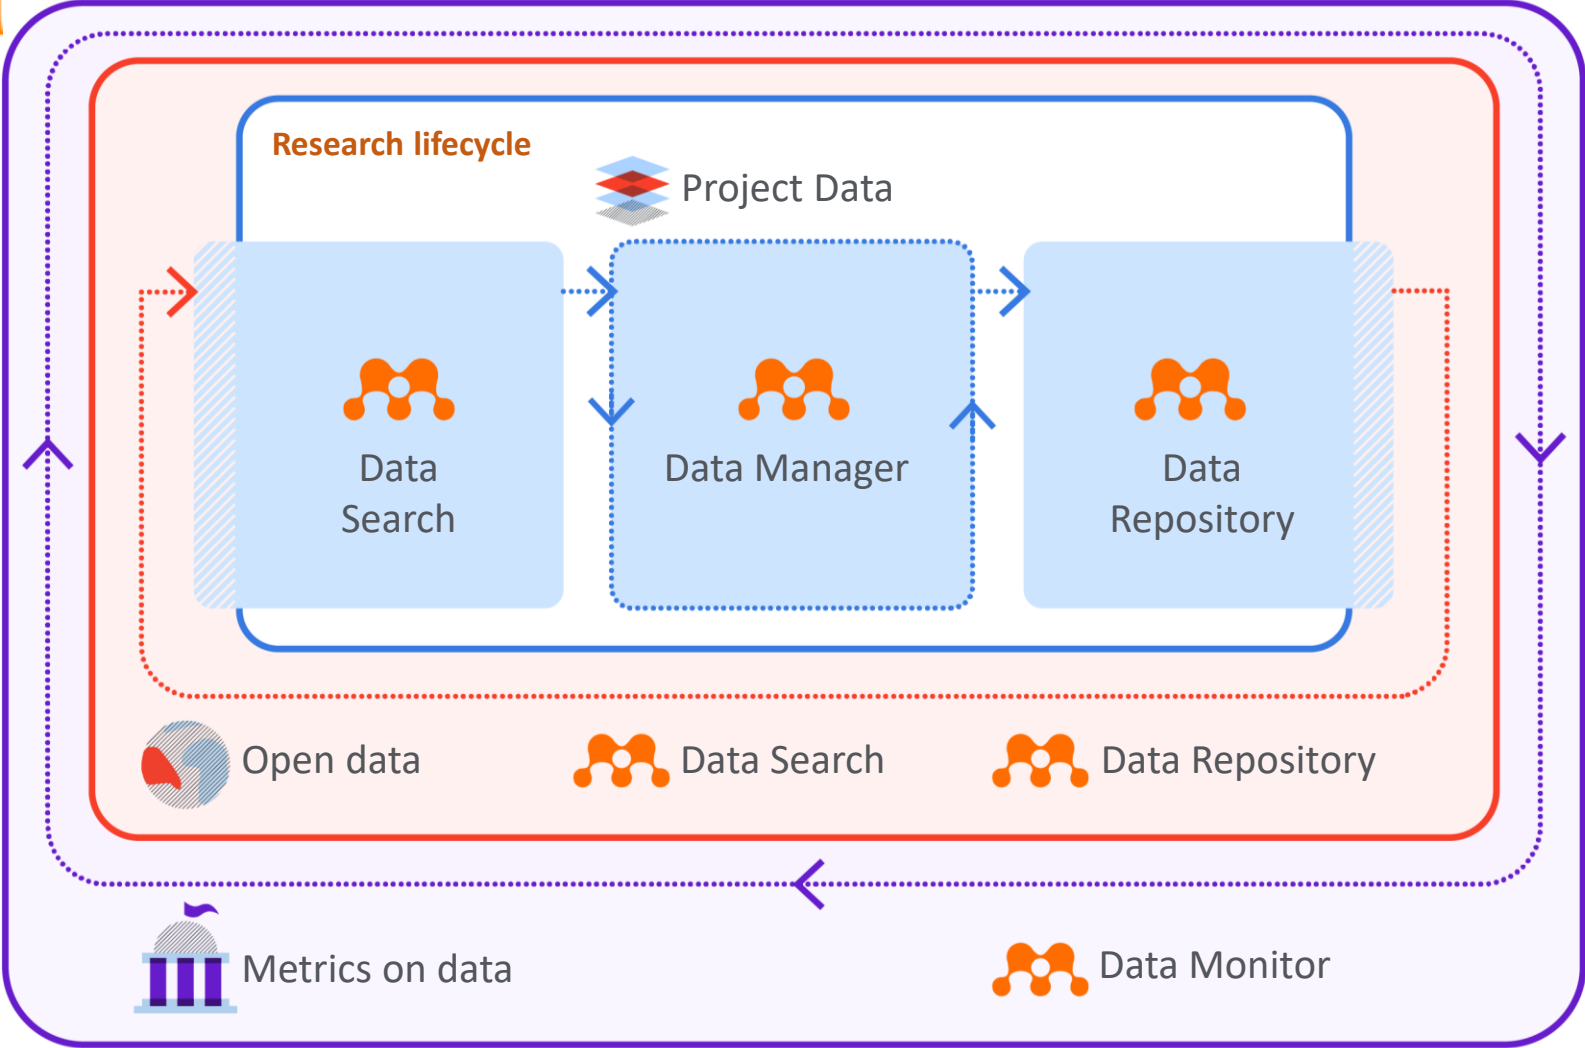 Research lifecycle
Project Data
Data
Search
Data Manager
Data
Repository
Open data
Data Search
Data Repository
Metrics on data
Data Monitor